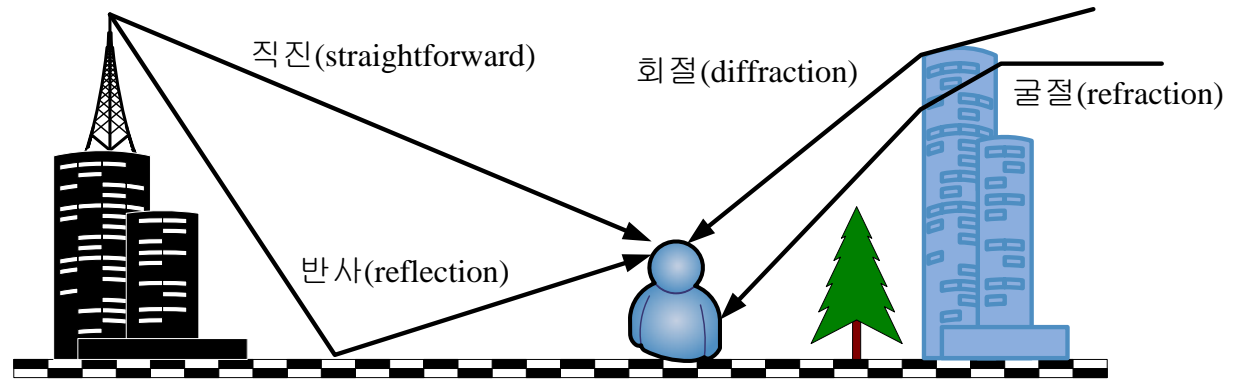 직진(straightforward)
회절(diffraction)
굴절(refraction)
반사(reflection)